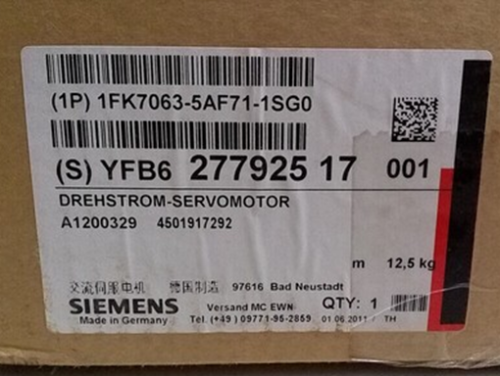 (1P) 1FK7063-5AF71-1SG0
(S) YFB6 277925 17 001
DREHSTROM-SERVOMOTOR
A1200329 4501917292
m 12,5 kg
交流伺服电机 德国制造 97616 Bad Neustadt
SIEMENS Versand MC EWN QTY: 1
Made in Germany Tel. (+49) 09771-95-2859 01.06.2011 / TH